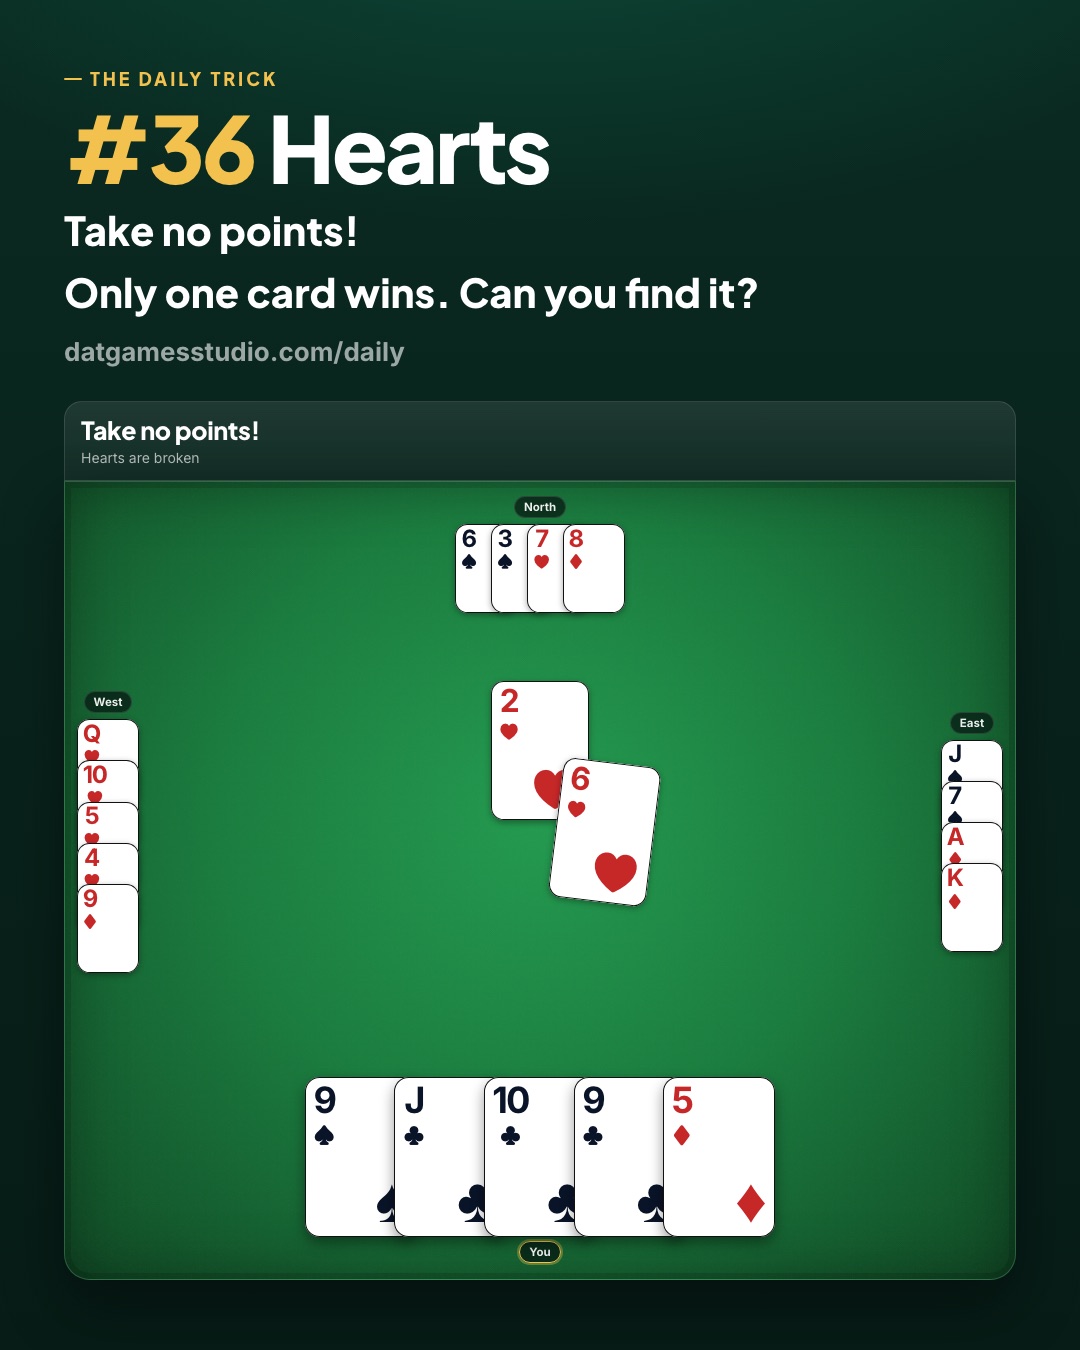 — THE DAILY TRICK
#36 Hearts
Take no points!
Only one card wins. Can you find it?
datgamesstudio.com/daily
Take no points!
Hearts are broken
North
6 3 7 8
2
6
West
Q
10
5
4
9
East
J
7
A
K
9 J 10 9 5
You